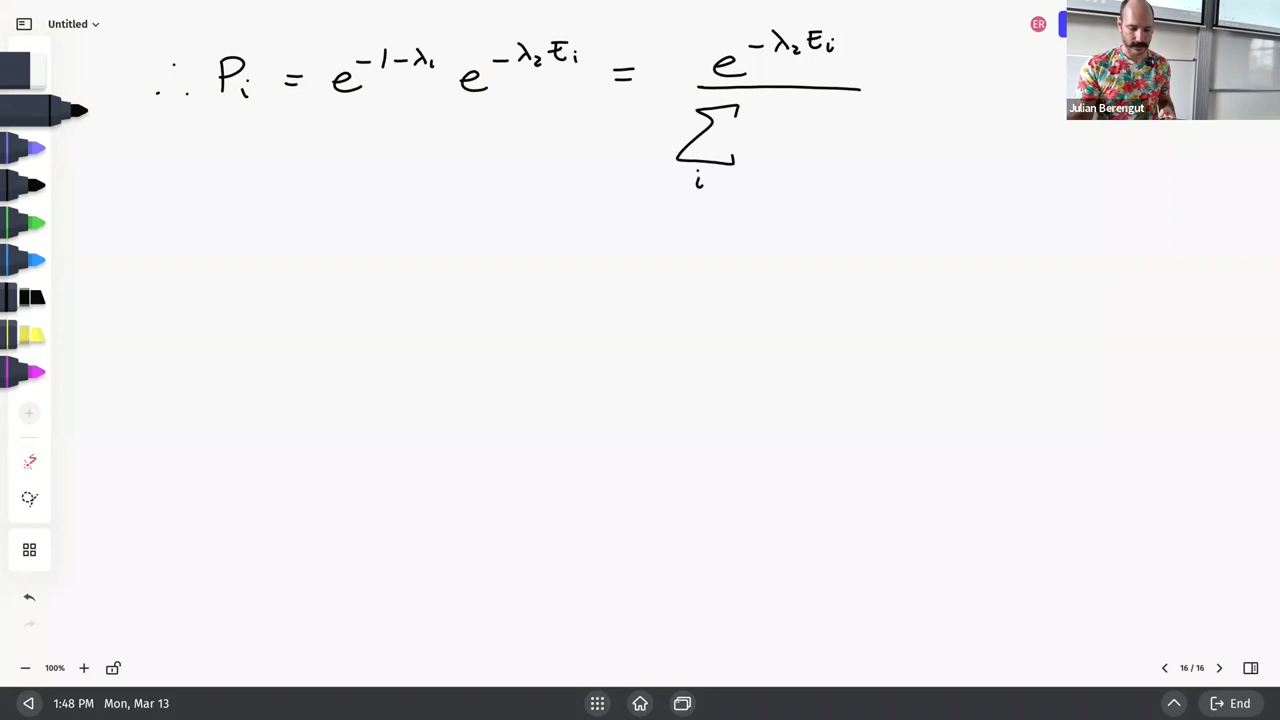 Untitled
ER
∴ Pᵢ = e^{-1-λ₁} e^{-λ₂Eᵢ} = e^{-λ₂Eᵢ} / ∑ᵢ
Julian Berengut
100%
16 / 16
1:48 PM Mon, Mar 13
End